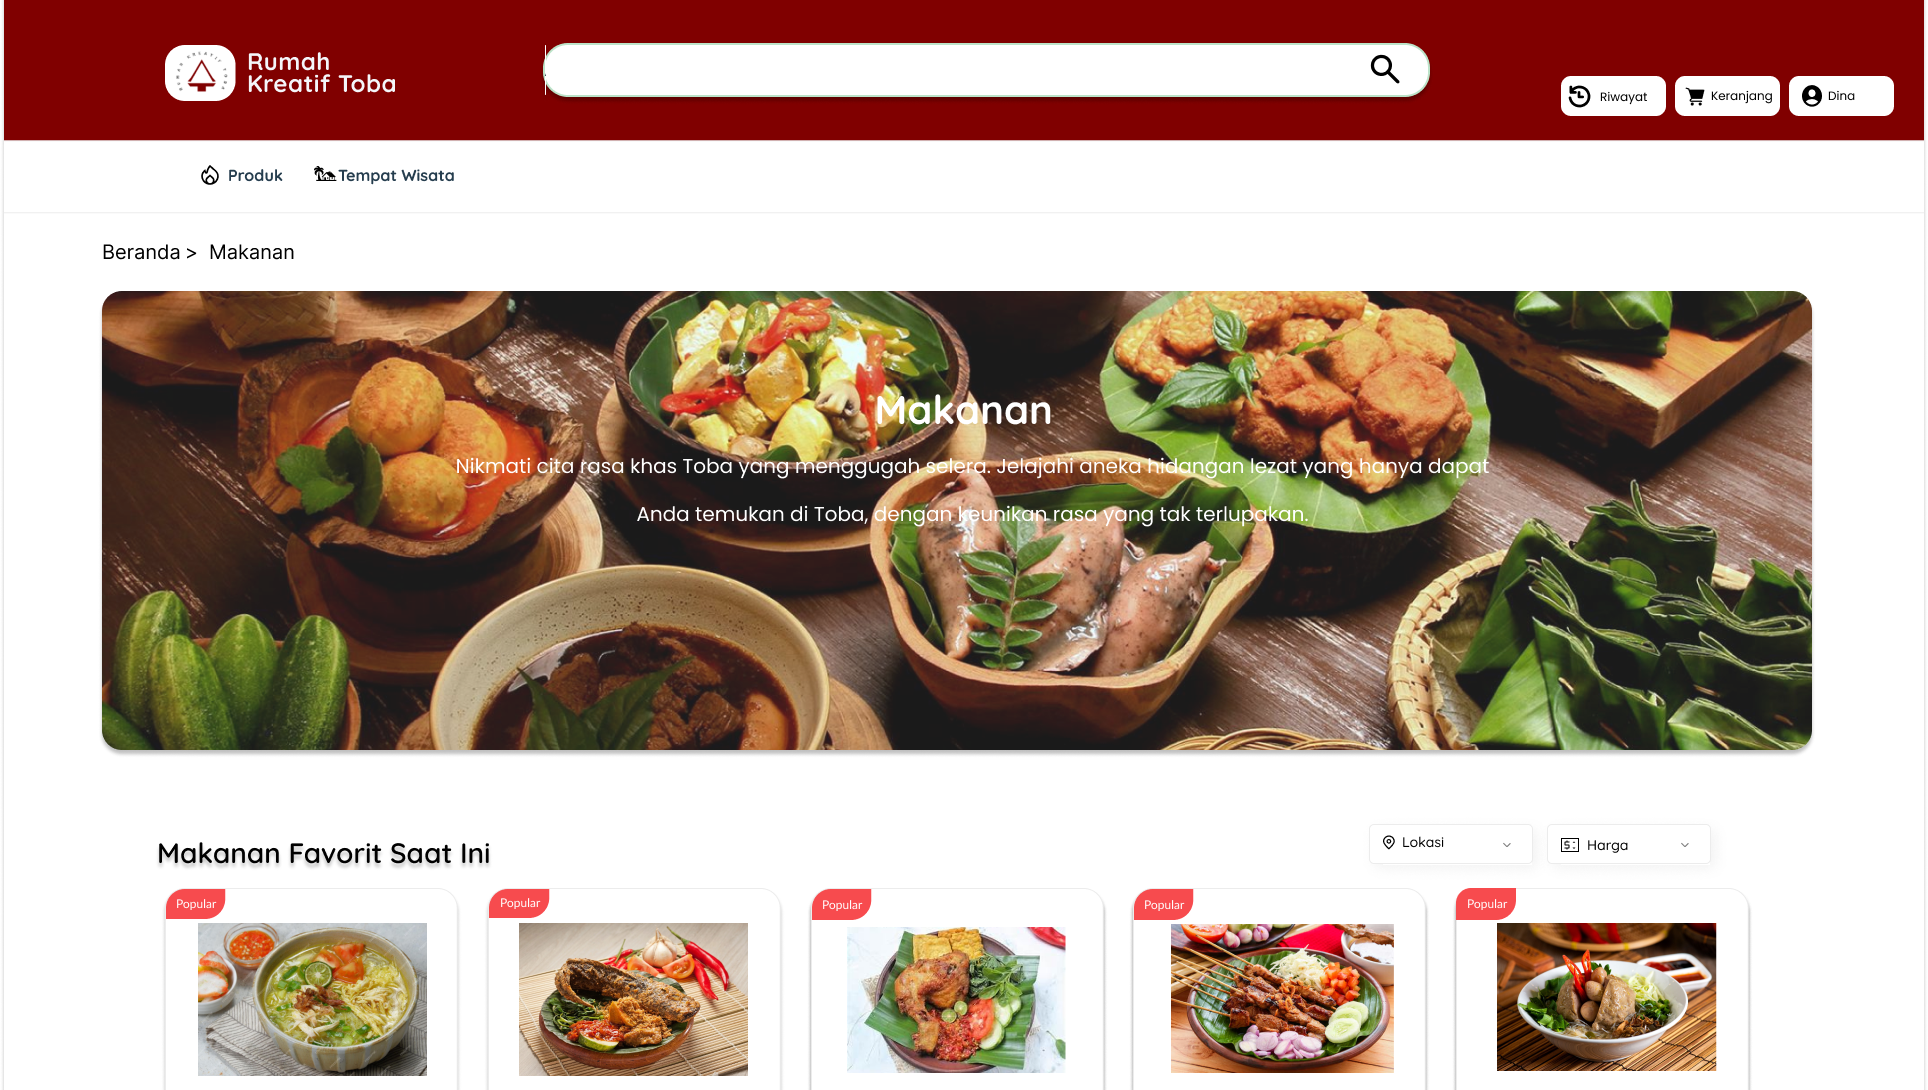 Rumah
Kreatif Toba
Riwayat
Keranjang
Dina
Produk
Tempat Wisata
Beranda > Makanan
Makanan
Nikmati cita rasa khas Toba yang menggugah selera. Jelajahi aneka hidangan lezat yang hanya dapat
Anda temukan di Toba, dengan keunikan rasa yang tak terlupakan.
Makanan Favorit Saat Ini
Lokasi
Harga
Popular
Popular
Popular
Popular
Popular